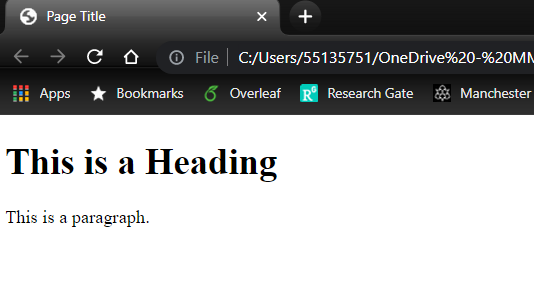 Page Title
File C:/Users/55135751/OneDrive%20-%20MM
Apps Bookmarks Overleaf Research Gate Manchester
This is a Heading
This is a paragraph.